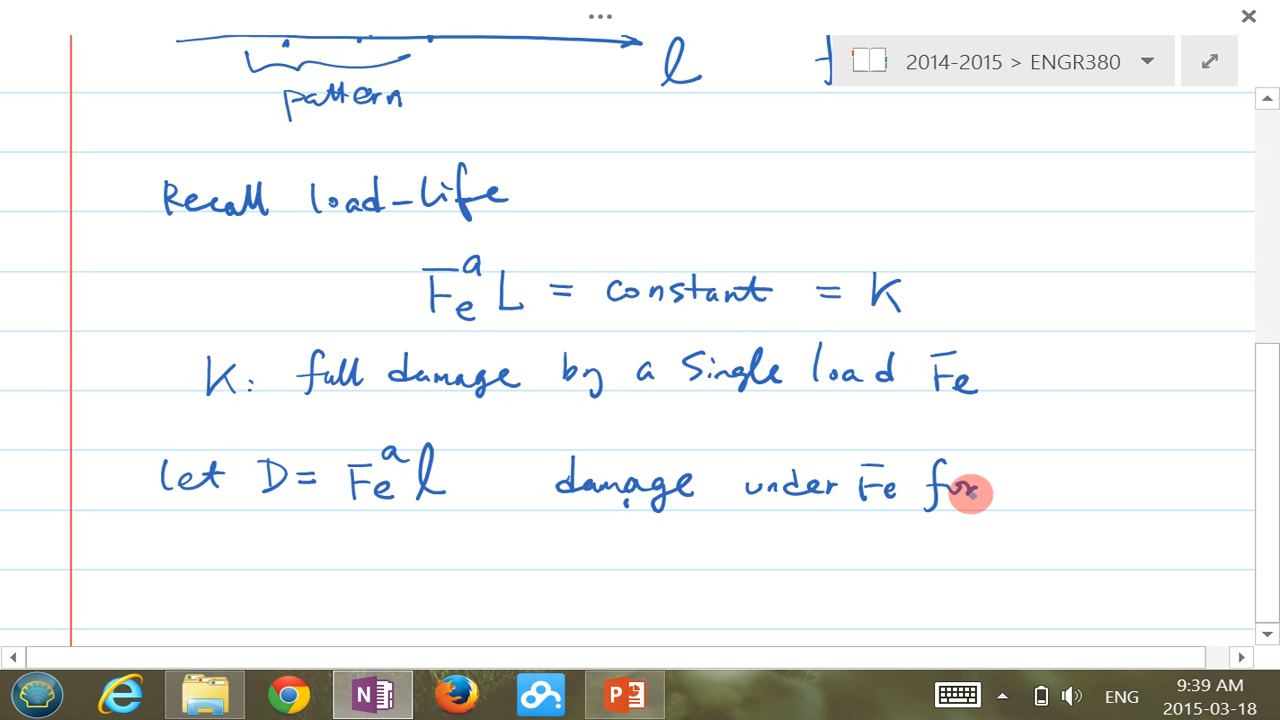 ...
l
2014-2015 > ENGR380
pattern
Recall load-life
Fe^a L = constant = K
K: full damage by a single load Fe
let D = Fe^a l damage under Fe for
9:39 AM
ENG
2015-03-18